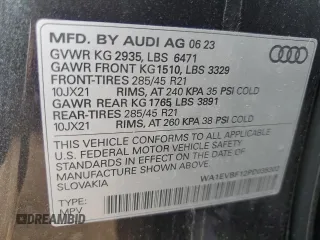 MFD. BY AUDI AG 06 23
GVWR KG 2935, LBS 6471
GAWR FRONT KG1510, LBS 3329
FRONT-TIRES 285/45 R21
10JX21 RIMS, AT 240 KPA 35 PSI COLD
GAWR REAR KG 1765 LBS 3891
REAR-TIRES 285/45 R21
10JX21 RIMS, AT 260 KPA 38 PSI COLD
THIS VEHICLE CONFORMS TO ALL APPLICABLE
FEDERAL MOTOR VEHICLE
SAFETY STANDARDS IN EFFECT
ON THE DATE OF MANUFACTURE
SHOWN ABOVE.
SLOVAKIA
TYPE:
MPV
DREAMBID